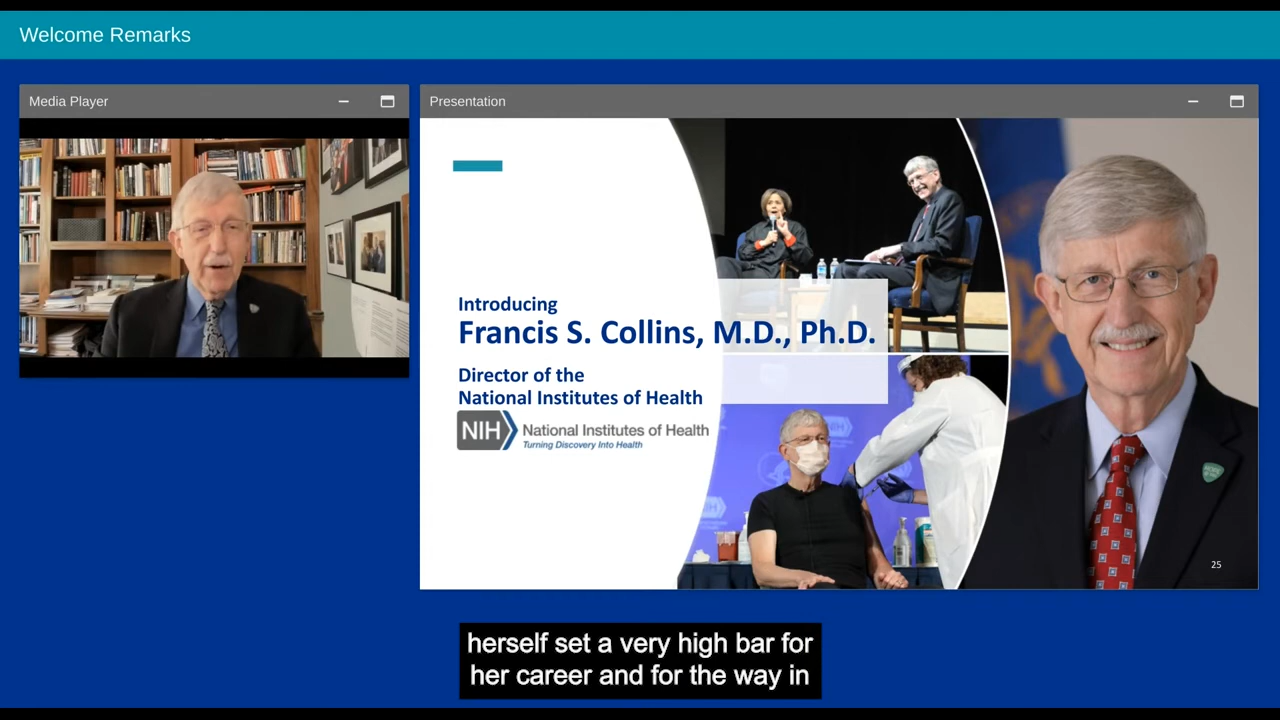 Welcome Remarks
Media Player
Presentation
Introducing
Francis S. Collins, M.D., Ph.D.
Director of the
National Institutes of Health
NIH National Institutes of Health
Turning Discovery Into Health
25
herself set a very high bar for
her career and for the way in